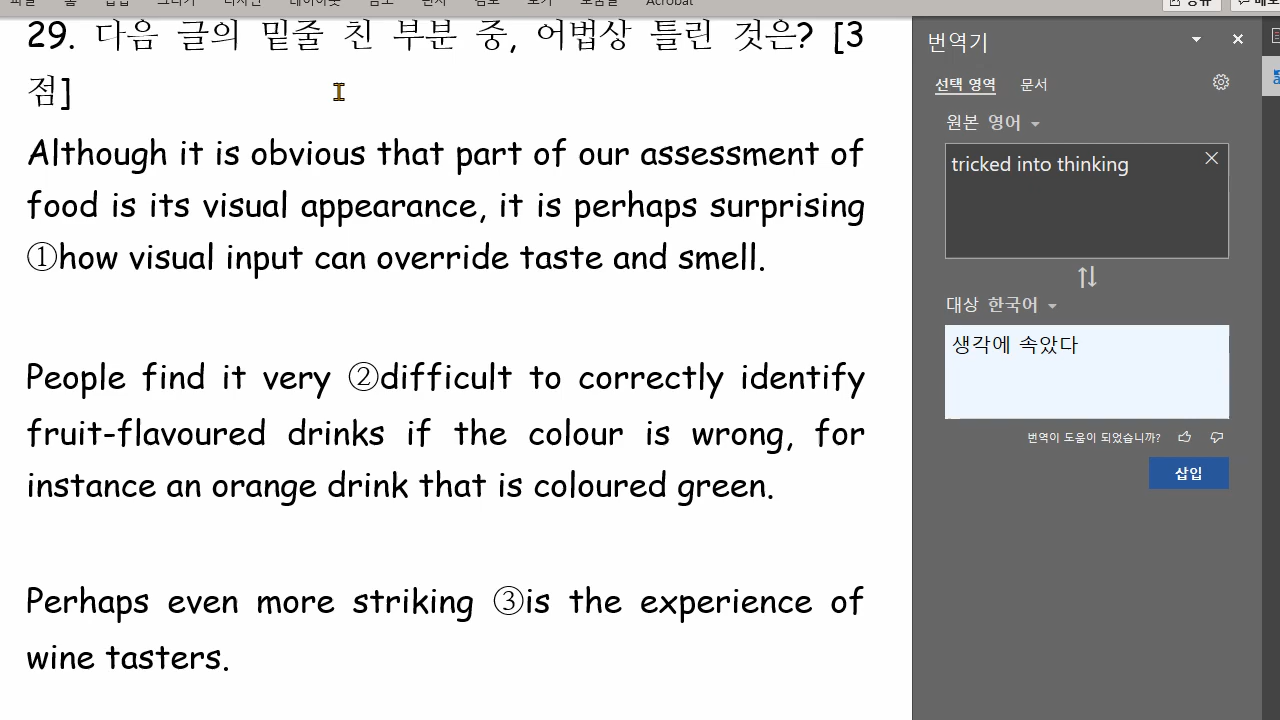 Acrobat
29. 다음 글의 밑줄 친 부분 중, 어법상 틀린 것은? [3
점]
Although it is obvious that part of our assessment of
food is its visual appearance, it is perhaps surprising
①how visual input can override taste and smell.
People find it very ②difficult to correctly identify
fruit-flavoured drinks if the colour is wrong, for
instance an orange drink that is coloured green.
Perhaps even more striking ③is the experience of
wine tasters.
번역기
선택 영역 문서
원본 영어
tricked into thinking
대상 한국어
생각에 속았다
번역이 도움이 되었습니까?
삽입